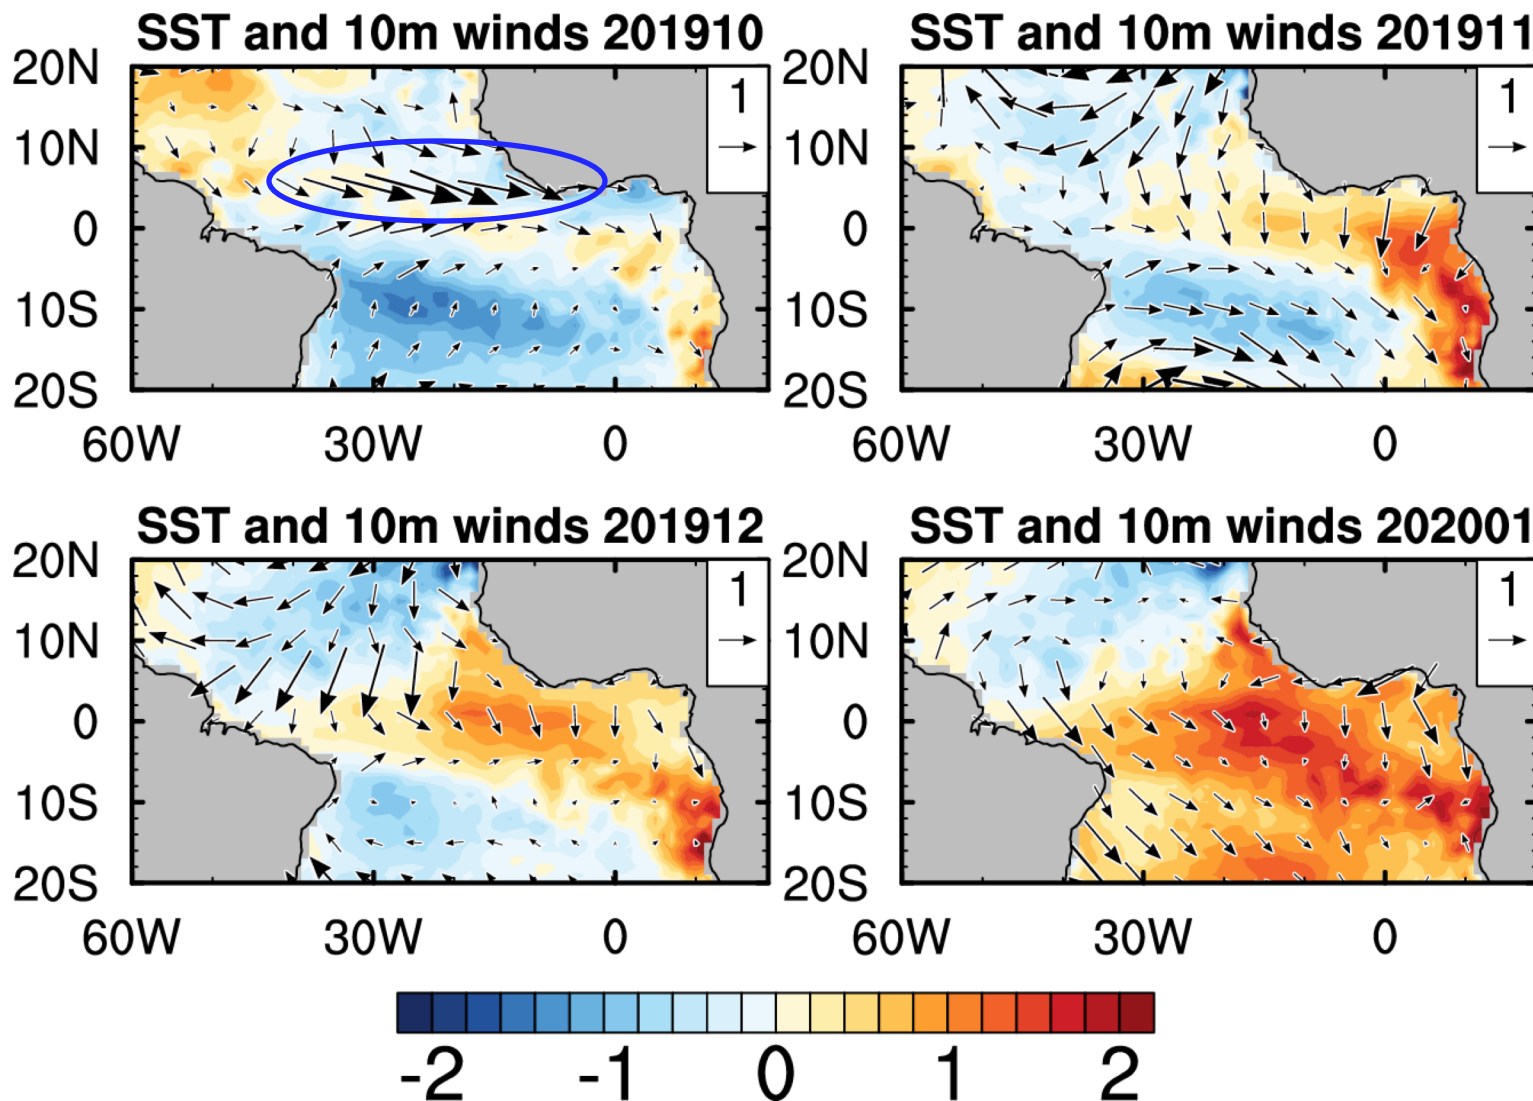 SST and 10m winds 201910
20N
10N
0
10S
20S
60W 30W 0
1
SST and 10m winds 201911
20N
10N
0
10S
20S
60W 30W 0
1
SST and 10m winds 201912
20N
10N
0
10S
20S
60W 30W 0
1
SST and 10m winds 202001
20N
10N
0
10S
20S
60W 30W 0
1
-2 -1 0 1 2